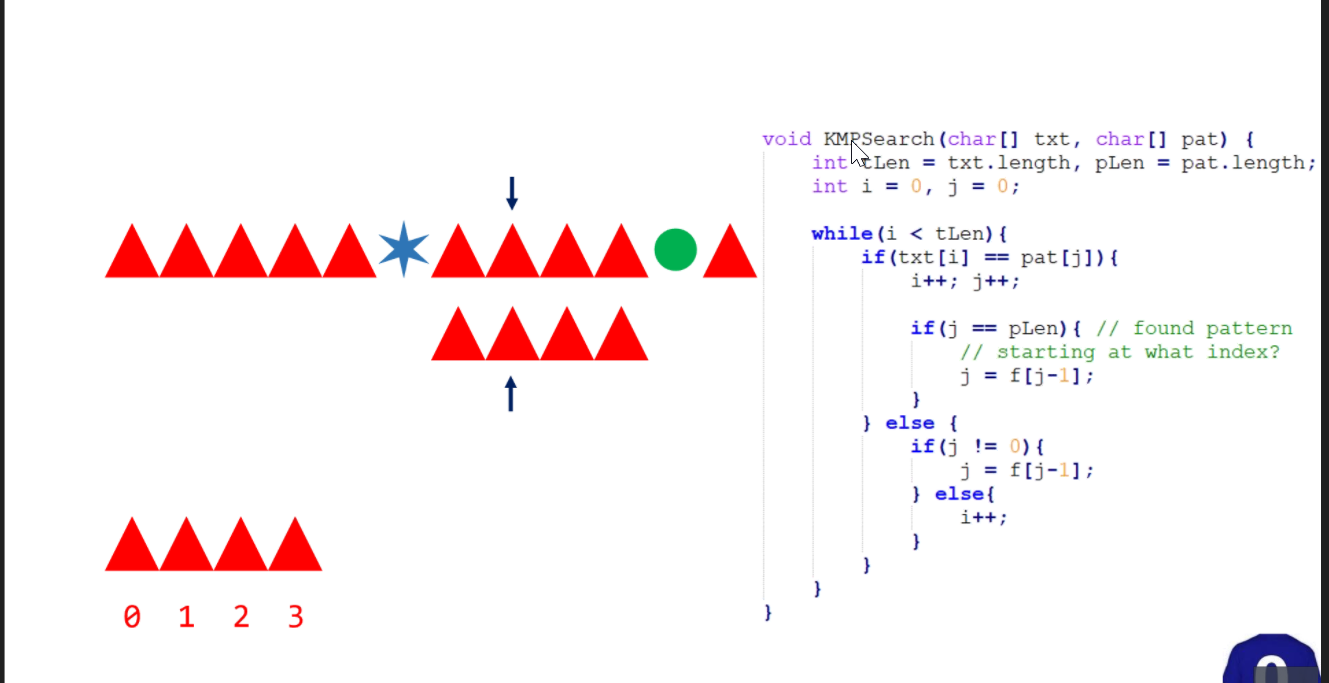 void KMPSearch(char[] txt, char[] pat) {
int tLen = txt.length, pLen = pat.length;
int i = 0, j = 0;
while(i < tLen){
if(txt[i] == pat[j]){
i++; j++;
if(j == pLen){ // found pattern
// starting at what index?
j = f[j-1];
}
} else {
if(j != 0){
j = f[j-1];
} else{
i++;
}
}
}
}
0 1 2 3